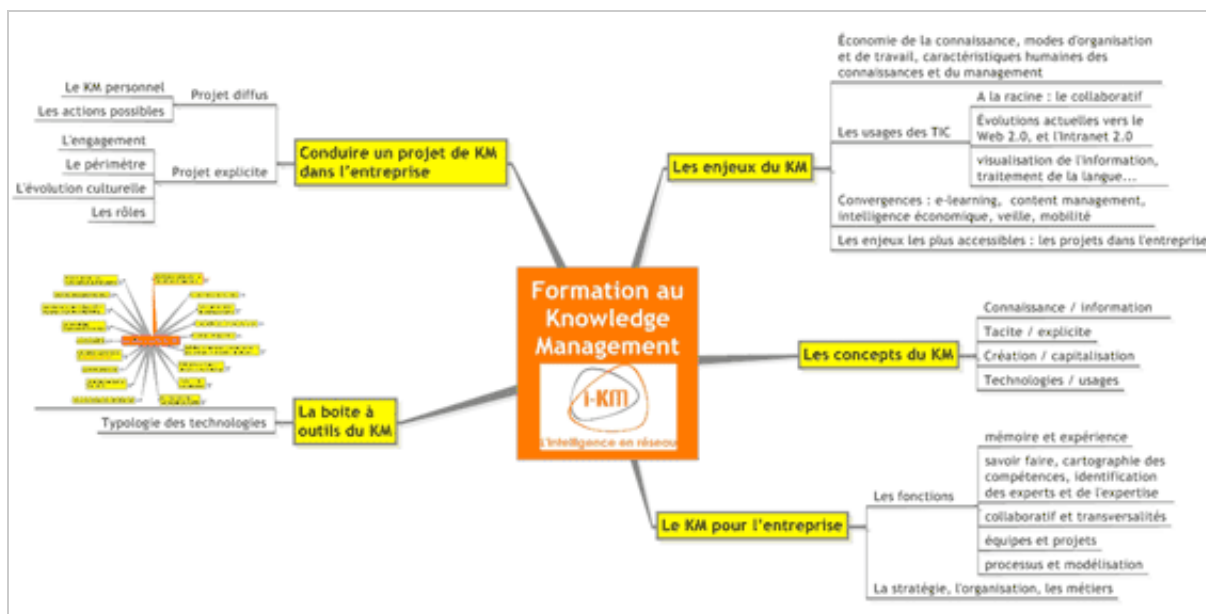 Formation au
Knowledge
Management
i-KM
L'intelligence en réseau
Les enjeux du KM
Économie de la connaissance, modes d'organisation
et de travail, caractéristiques humaines des
connaissances et du management
Les usages des TIC
A la racine : le collaboratif
Évolutions actuelles vers le
Web 2.0, et l'Intranet 2.0
visualisation de l'information,
traitement de la langue...
Convergences : e-learning, content management,
intelligence économique, veille, mobilité
Les enjeux les plus accessibles : les projets dans l'entreprise
Les concepts du KM
Connaissance / information
Tacite / explicite
Création / capitalisation
Technologies / usages
Le KM pour l'entreprise
Les fonctions
mémoire et expérience
savoir faire, cartographie des
compétences, identification
des experts et de l'expertise
collaboratif et transversalités
équipes et projets
processus et modélisation
La stratégie, l'organisation, les métiers
La boite à
outils du KM
Typologie des technologies
Conduire un projet de KM
dans l'entreprise
Projet diffus
Le KM personnel
Les actions possibles
Projet explicite
L'engagement
Le périmètre
L'évolution culturelle
Les rôles